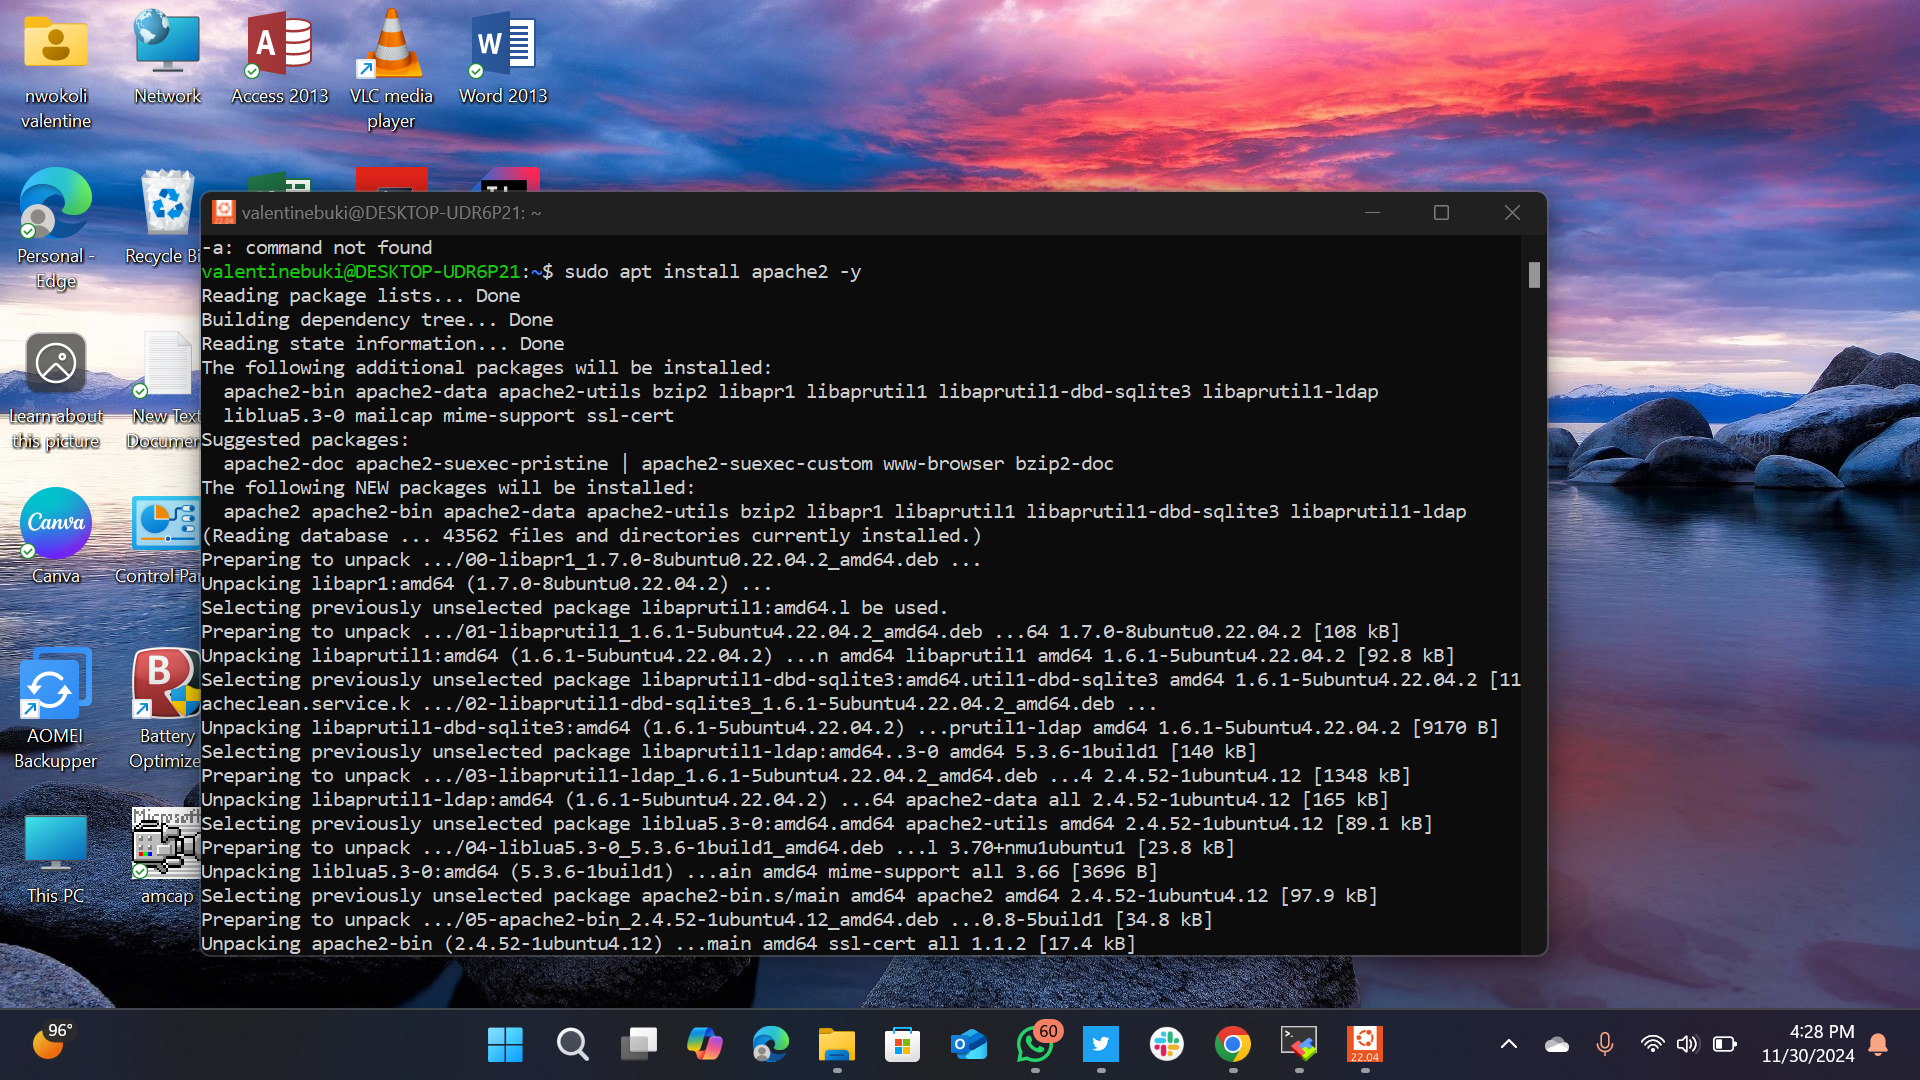 nwokoli
valentine
Network
Access 2013
VLC media
player
Word 2013
Personal -
Edge
Recycle Bi
Learn about
this picture
New Text
Documen
Canva
Canva
Control Pa
AOMEI
Backupper
Battery
Optimize
This PC
Microsoft
amcap
valentinebuki@DESKTOP-UDR6P21: ~
-a: command not found
valentinebuki@DESKTOP-UDR6P21:~$ sudo apt install apache2 -y
Reading package lists... Done
Building dependency tree... Done
Reading state information... Done
The following additional packages will be installed:
  apache2-bin apache2-data apache2-utils bzip2 libapr1 libaprutil1 libaprutil1-dbd-sqlite3 libaprutil1-ldap
  liblua5.3-0 mailcap mime-support ssl-cert
Suggested packages:
  apache2-doc apache2-suexec-pristine | apache2-suexec-custom www-browser bzip2-doc
The following NEW packages will be installed:
  apache2 apache2-bin apache2-data apache2-utils bzip2 libapr1 libaprutil1 libaprutil1-dbd-sqlite3 libaprutil1-ldap
(Reading database ... 43562 files and directories currently installed.)
Preparing to unpack .../00-libapr1_1.7.0-8ubuntu0.22.04.2_amd64.deb ...
Unpacking libapr1:amd64 (1.7.0-8ubuntu0.22.04.2) ...
Selecting previously unselected package libaprutil1:amd64.l be used.
Preparing to unpack .../01-libaprutil1_1.6.1-5ubuntu4.22.04.2_amd64.deb ...64 1.7.0-8ubuntu0.22.04.2 [108 kB]
Unpacking libaprutil1:amd64 (1.6.1-5ubuntu4.22.04.2) ...n amd64 libaprutil1 amd64 1.6.1-5ubuntu4.22.04.2 [92.8 kB]
Selecting previously unselected package libaprutil1-dbd-sqlite3:amd64.util1-dbd-sqlite3 amd64 1.6.1-5ubuntu4.22.04.2 [11
acheclean.service.k .../02-libaprutil1-dbd-sqlite3_1.6.1-5ubuntu4.22.04.2_amd64.deb ...
Unpacking libaprutil1-dbd-sqlite3:amd64 (1.6.1-5ubuntu4.22.04.2) ...prutil1-ldap amd64 1.6.1-5ubuntu4.22.04.2 [9170 B]
Selecting previously unselected package libaprutil1-ldap:amd64..3-0 amd64 5.3.6-1build1 [140 kB]
Preparing to unpack .../03-libaprutil1-ldap_1.6.1-5ubuntu4.22.04.2_amd64.deb ...4 2.4.52-1ubuntu4.12 [1348 kB]
Unpacking libaprutil1-ldap:amd64 (1.6.1-5ubuntu4.22.04.2) ...64 apache2-data all 2.4.52-1ubuntu4.12 [165 kB]
Selecting previously unselected package liblua5.3-0:amd64.amd64 apache2-utils amd64 2.4.52-1ubuntu4.12 [89.1 kB]
Preparing to unpack .../04-liblua5.3-0_5.3.6-1build1_amd64.deb ...l 3.70+nmu1ubuntu1 [23.8 kB]
Unpacking liblua5.3-0:amd64 (5.3.6-1build1) ...ain amd64 mime-support all 3.66 [3696 B]
Selecting previously unselected package apache2-bin.s/main amd64 apache2 amd64 2.4.52-1ubuntu4.12 [97.9 kB]
Preparing to unpack .../05-apache2-bin_2.4.52-1ubuntu4.12_amd64.deb ...0.8-5build1 [34.8 kB]
Unpacking apache2-bin (2.4.52-1ubuntu4.12) ...main amd64 ssl-cert all 1.1.2 [17.4 kB]
96°
60
22.04
4:28 PM
11/30/2024